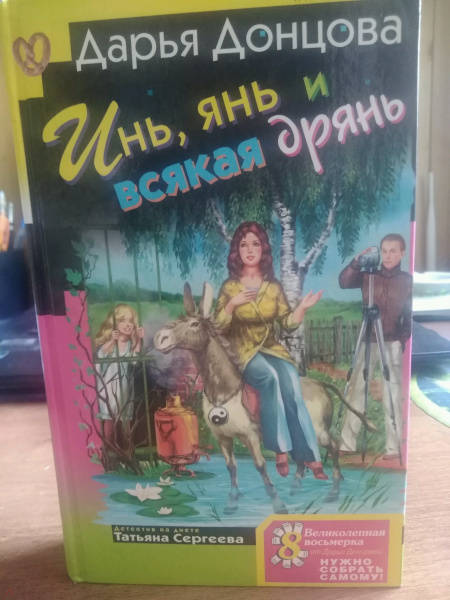 Дарья Донцова
Инь, янь и
всякая дрянь
Детектив на диете
Татьяна Сергеева
8
Великолепная
восьмерка
от Дарьи Донцовой
НУЖНО
СОБРАТЬ
САМОМУ!